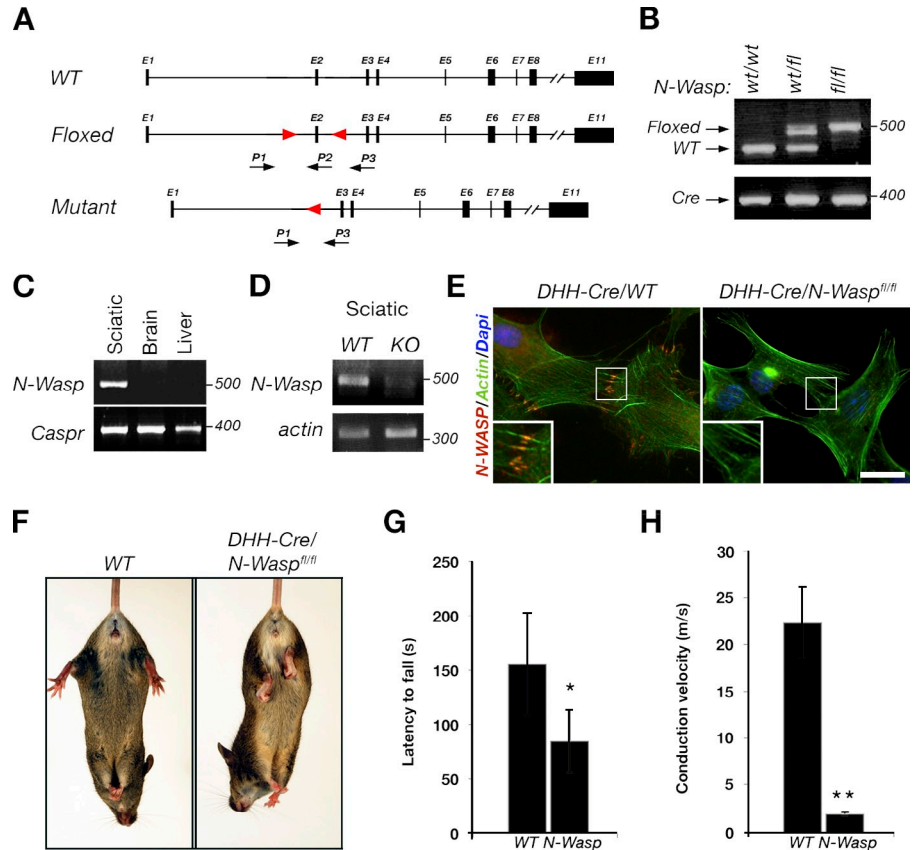 A
E1 E2 E3 E4 E5 E6 E7 E8 E11
WT
E1 E2 E3 E4 E5 E6 E7 E8 E11
Floxed
P1 P2 P3
E1 E3 E4 E5 E6 E7 E8 E11
Mutant
P1 P3
B
N-Wasp: wt/wt wt/fl fl/fl
Floxed 500
WT
Cre 400
C
Sciatic Brain Liver
N-Wasp 500
Caspr 400
D
Sciatic
WT KO
N-Wasp 500
actin 300
E
DHH-Cre/WT DHH-Cre/N-Waspfl/fl
N-WASP/Actin/Dapi
F
WT
DHH-Cre/
N-Waspfl/fl
G
Latency to fall (s)
250
200
150
100
50
0
*
WT N-Wasp
H
Conduction velocity (m/s)
30
25
20
15
10
5
0
**
WT N-Wasp